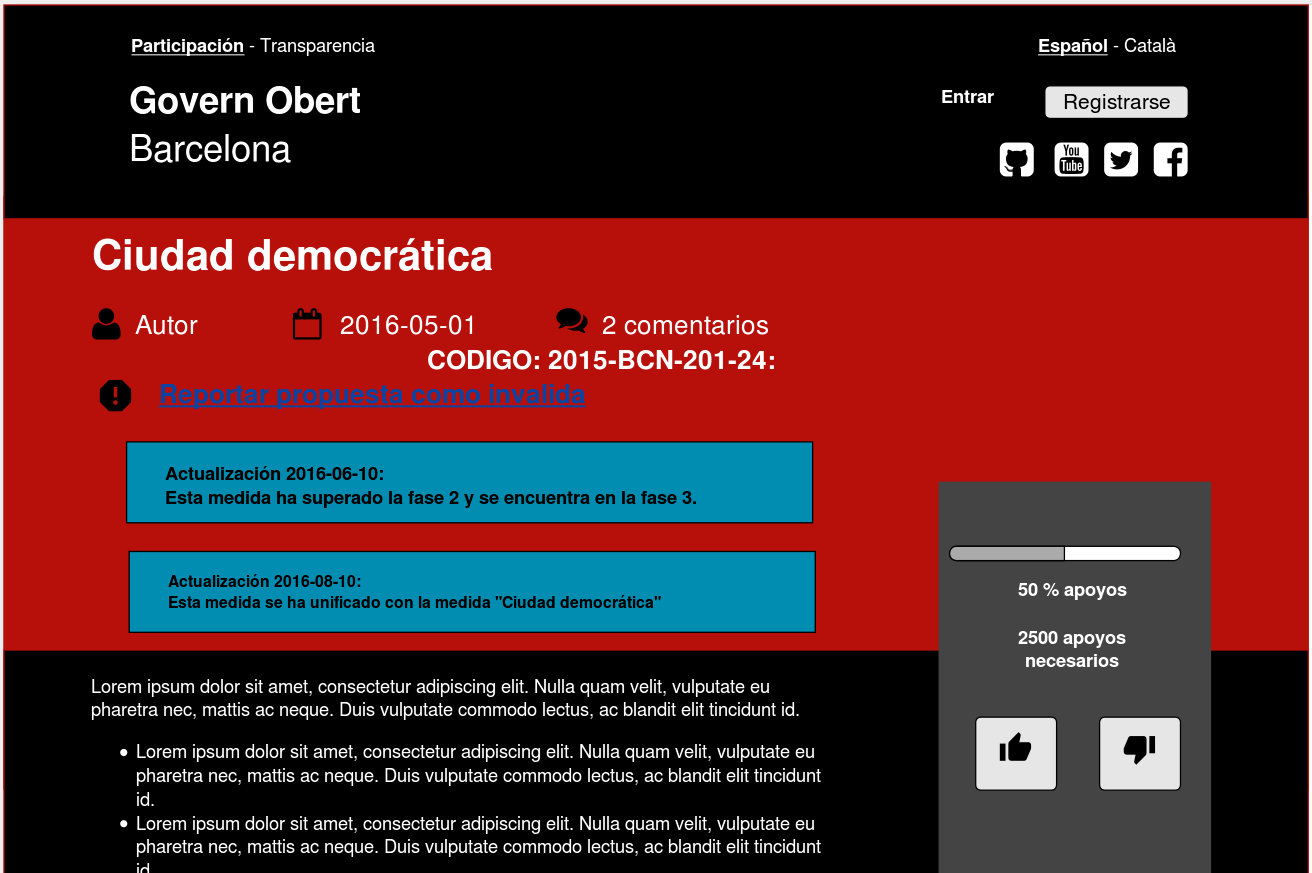 Participación - Transparencia
Español - Català
Govern Obert
Barcelona
Entrar
Registrarse
You
Tube
Ciudad democrática
Autor
2016-05-01
2 comentarios
CODIGO: 2015-BCN-201-24:
Reportar propuesta como invalida
Actualización 2016-06-10:
Esta medida ha superado la fase 2 y se encuentra en la fase 3.
Actualización 2016-08-10:
Esta medida se ha unificado con la medida "Ciudad democrática"
50 % apoyos
2500 apoyos
necesarios
Lorem ipsum dolor sit amet, consectetur adipiscing elit. Nulla quam velit, vulputate eu
pharetra nec, mattis ac neque. Duis vulputate commodo lectus, ac blandit elit tincidunt id.
• Lorem ipsum dolor sit amet, consectetur adipiscing elit. Nulla quam velit, vulputate eu
pharetra nec, mattis ac neque. Duis vulputate commodo lectus, ac blandit elit tincidunt
id.
• Lorem ipsum dolor sit amet, consectetur adipiscing elit. Nulla quam velit, vulputate eu
pharetra nec, mattis ac neque. Duis vulputate commodo lectus, ac blandit elit tincidunt
id.